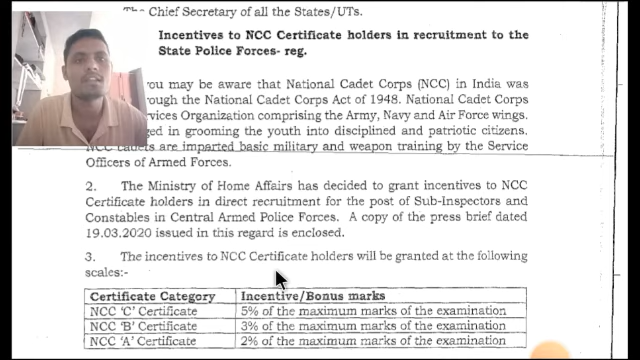 The Chief Secretary of all the States/UTs.
Incentives to NCC Certificate holders in recruitment to the
State Police Forces- reg.
you may be aware that National Cadet Corps (NCC) in India was
through the National Cadet Corps Act of 1948. National Cadet Corps
Services Organization comprising the Army, Navy and Air Force wings.
in grooming the youth into disciplined and patriotic citizens.
NCC cadets are imparted basic military and weapon training by the Service
Officers of Armed Forces.
2. The Ministry of Home Affairs has decided to grant incentives to NCC
Certificate holders in direct recruitment for the post of Sub-Inspectors and
Constables in Central Armed Police Forces. A copy of the press brief dated
19.03.2020 issued in this regard is enclosed.
3. The incentives to NCC Certificate holders will be granted at the following
scales:-
Certificate Category Incentive/Bonus marks
NCC 'C' Certificate 5% of the maximum marks of the examination
NCC 'B' Certificate 3% of the maximum marks of the examination
NCC 'A' Certificate 2% of the maximum marks of the examination